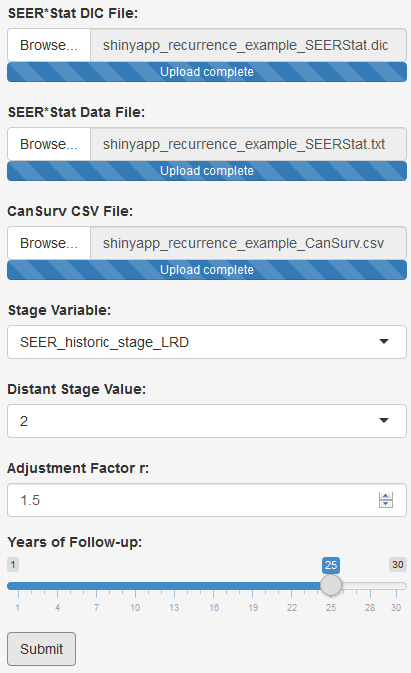 SEER*Stat DIC File:
Browse... shinyapp_recurrence_example_SEERStat.dic
Upload complete
SEER*Stat Data File:
Browse... shinyapp_recurrence_example_SEERStat.txt
Upload complete
CanSurv CSV File:
Browse... shinyapp_recurrence_example_CanSurv.csv
Upload complete
Stage Variable:
SEER_historic_stage_LRD
Distant Stage Value:
2
Adjustment Factor r:
1.5
Years of Follow-up:
1 25 30
1 4 7 10 13 16 19 22 25 28 30
Submit